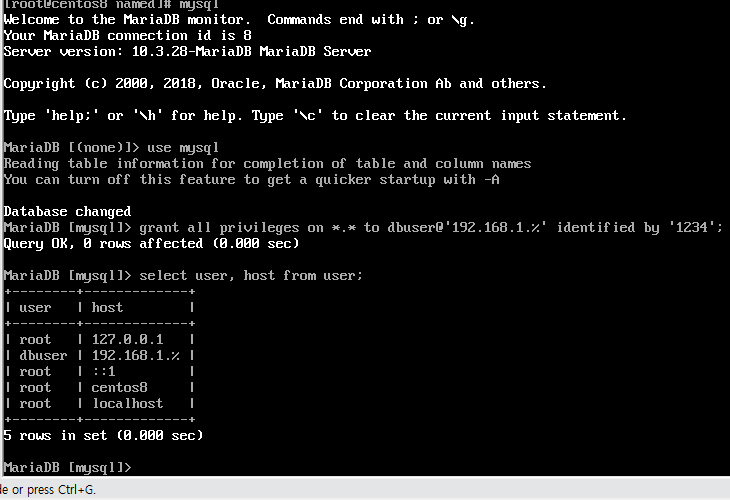 [root@centos8 named]# mysql
Welcome to the MariaDB monitor.  Commands end with ; or \g.
Your MariaDB connection id is 8
Server version: 10.3.28-MariaDB MariaDB Server

Copyright (c) 2000, 2018, Oracle, MariaDB Corporation Ab and others.

Type 'help;' or '\h' for help. Type '\c' to clear the current input statement.

MariaDB [(none)]> use mysql
Reading table information for completion of table and column names
You can turn off this feature to get a quicker startup with -A

Database changed
MariaDB [mysql]> grant all privileges on *.* to dbuser@'192.168.1.%' identified by '1234';
Query OK, 0 rows affected (0.000 sec)

MariaDB [mysql]> select user, host from user;
+--------+-------------+
| user   | host        |
+--------+-------------+
| root   | 127.0.0.1   |
| dbuser | 192.168.1.% |
| root   | ::1         |
| root   | centos8     |
| root   | localhost   |
+--------+-------------+
5 rows in set (0.000 sec)

MariaDB [mysql]>
or press Ctrl+G.